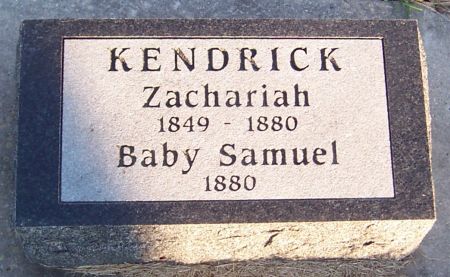 KENDRICK
Zachariah
1849 - 1880
Baby Samuel
1880